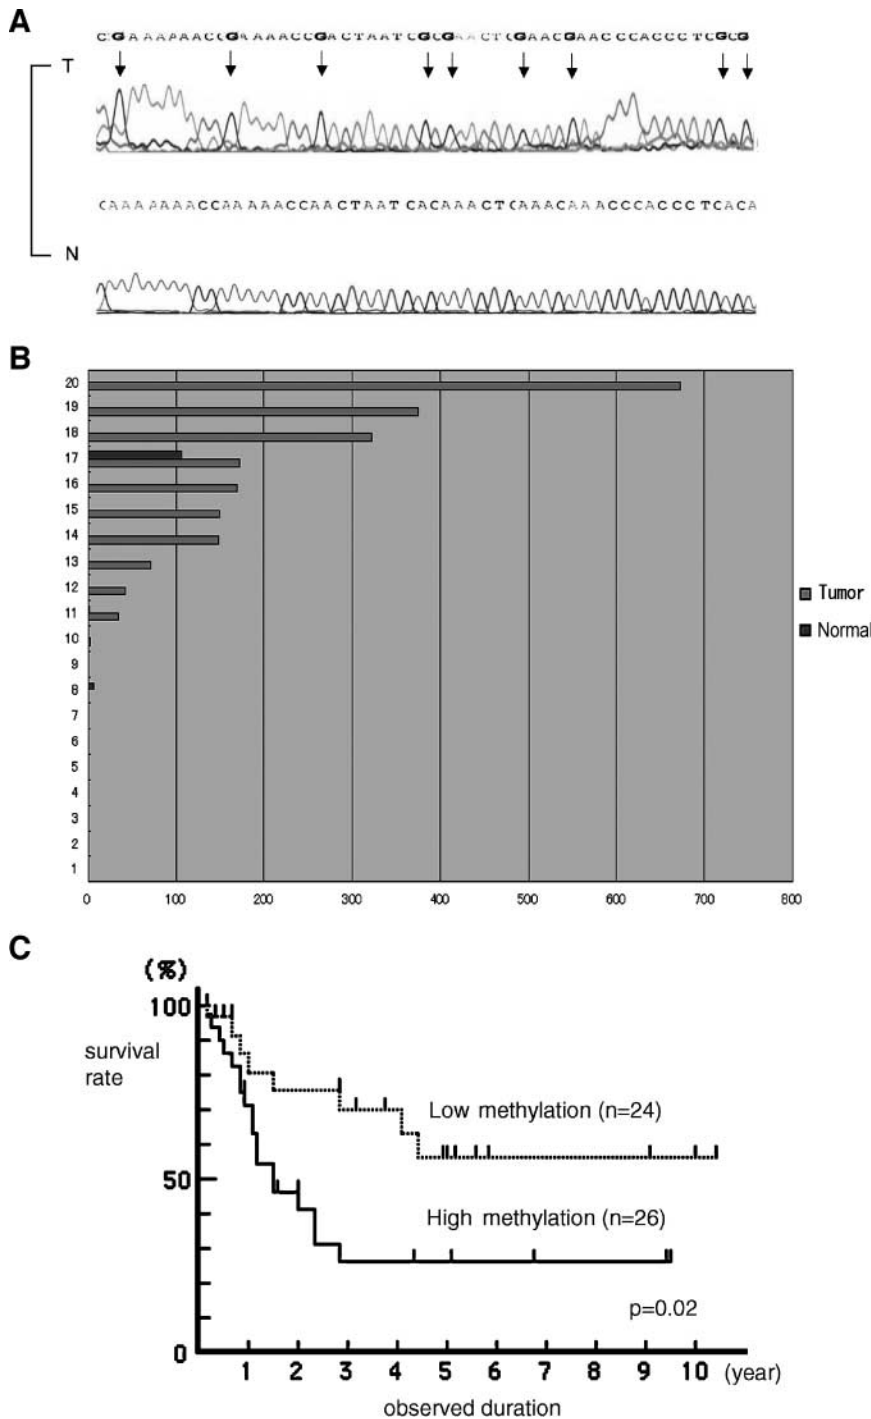 A
CGAAAAAACCGAAAACCGACTAATCGCGAACTCGAACGAACCCACCCTCGCG
T
CAAAAAAACCAAAAACCAACTAATCACAAACTCAAACAAACCCACCCTCACA
N
B
20
19
18
17
16
15
14
13
12
11
10
9
8
7
6
5
4
3
2
1
0 100 200 300 400 500 600 700 800
Tumor
Normal
C
(%)
100
survival
rate
Low methylation (n=24)
50
High methylation (n=26)
p=0.02
0
1 2 3 4 5 6 7 8 9 10 (year)
observed duration